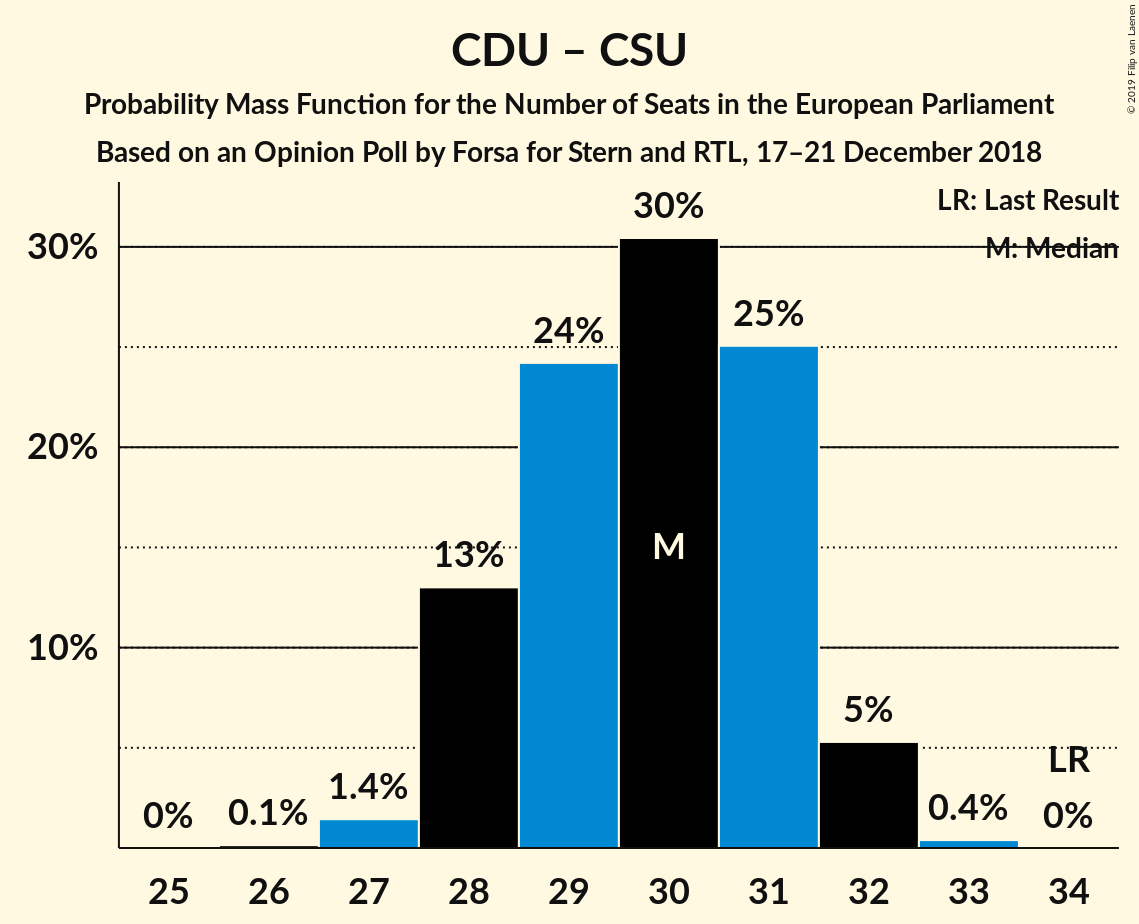 CDU – CSU
Probability Mass Function for the Number of Seats in the European Parliament
Based on an Opinion Poll by Forsa for Stern and RTL, 17–21 December 2018
© 2019 Filip van Laenen
LR: Last Result
M: Median
30%
20%
10%
0%
0.1%
1.4%
13%
24%
30%
25%
5%
0.4%
0%
LR
M
25 26 27 28 29 30 31 32 33 34